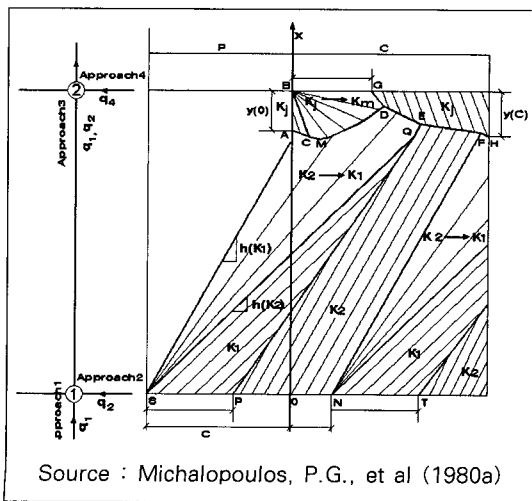 X
P
C
Approach4
2
q4
B
G
Kj
Kj
Km
Kj
D
y(0)
y(C)
A
C
M
Q
E
F
H
Approach3
q1, q2
K2 → K1
h(K1)
h(K2)
K2 → K1
K1
K2
K1
K2
Approach2
1
q2
pproach1
q1
S
P
O
N
T
C
Source : Michalopoulos, P.G., et al (1980a)